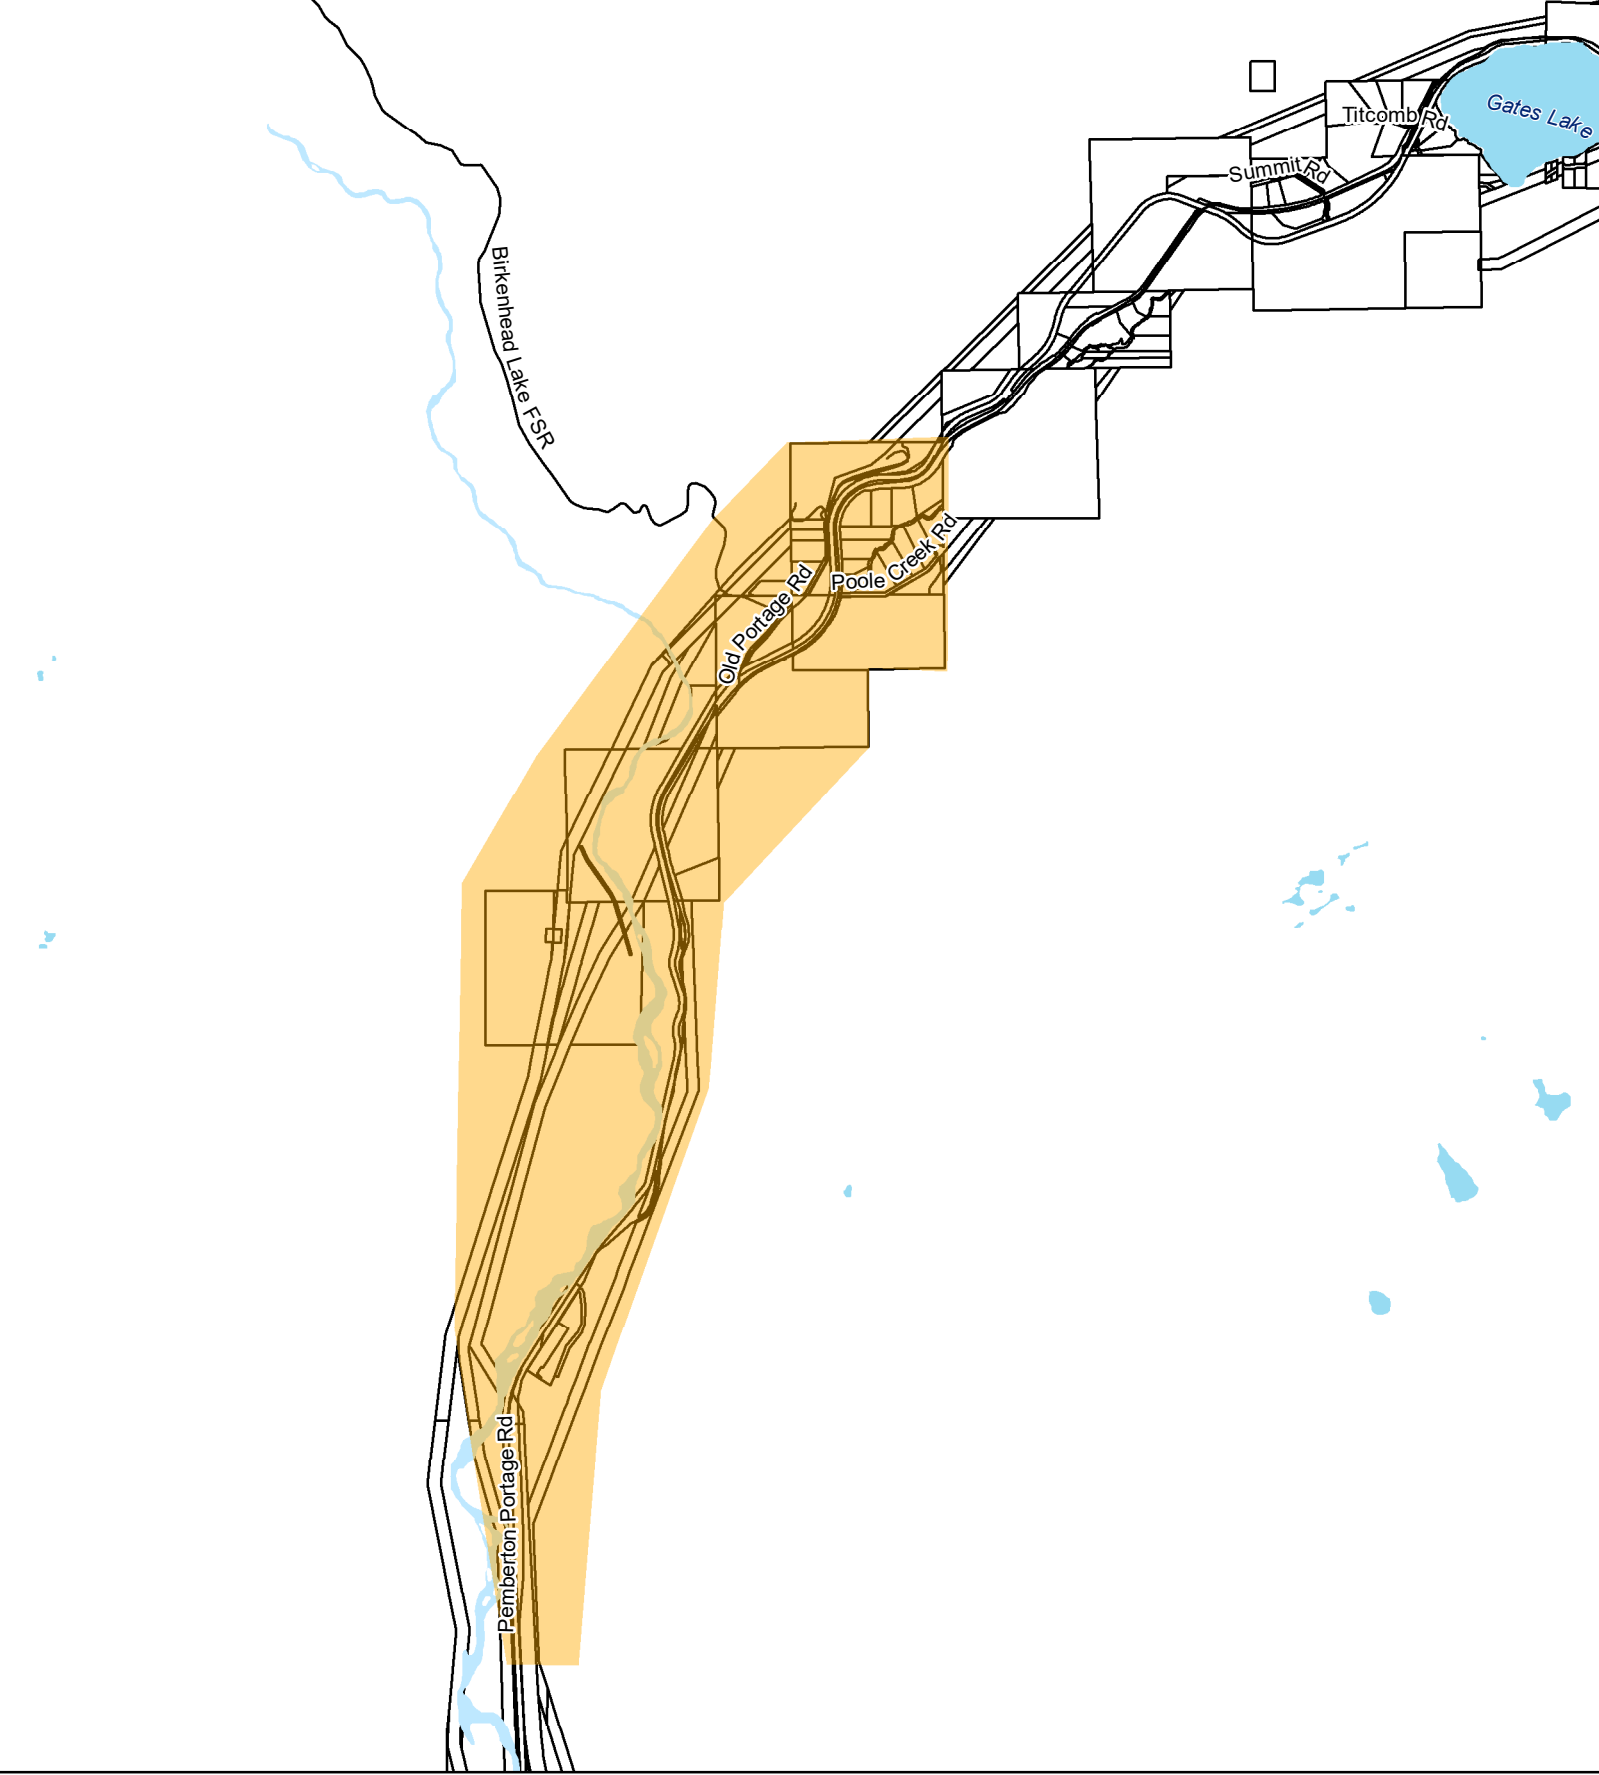 Gates Lake
Titcomb Rd
Summit Rd
Birkenhead Lake FSR
Poole Creek Rd
Old Portage Rd
Pemberton Portage Rd